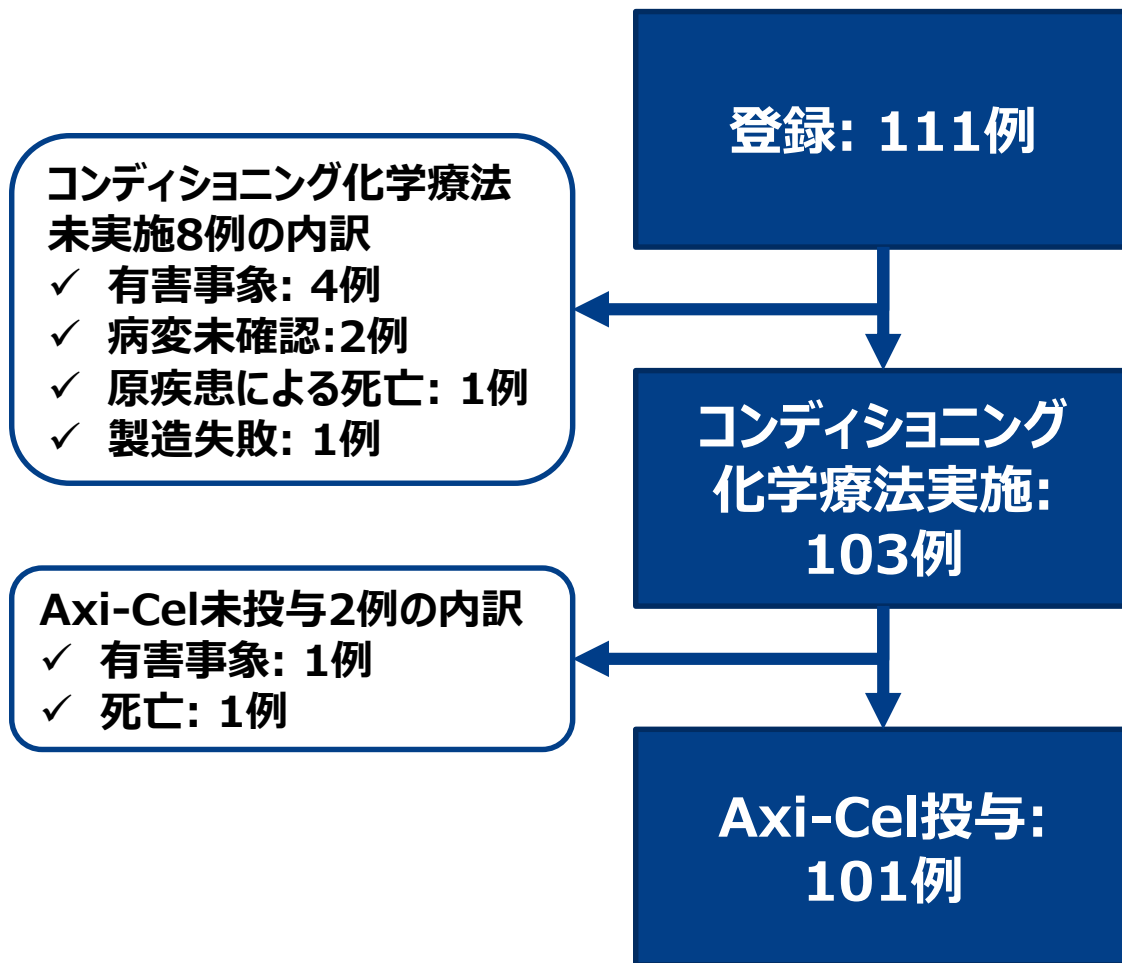 登録: 111例
コンディショニング化学療法
未実施8例の内訳
✓ 有害事象: 4例
✓ 病変未確認:2例
✓ 原疾患による死亡: 1例
✓ 製造失敗: 1例
コンディショニング
化学療法実施:
103例
Axi-Cel未投与2例の内訳
✓ 有害事象: 1例
✓ 死亡: 1例
Axi-Cel投与:
101例